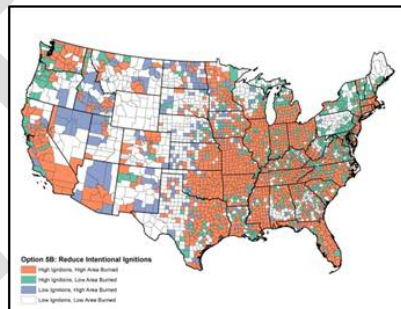 Option 5B: Reduce Intentional Ignitions
High Ignitions, High Area Burned
High Ignitions, Low Area Burned
Low Ignitions, High Area Burned
Low Ignitions, Low Area Burned